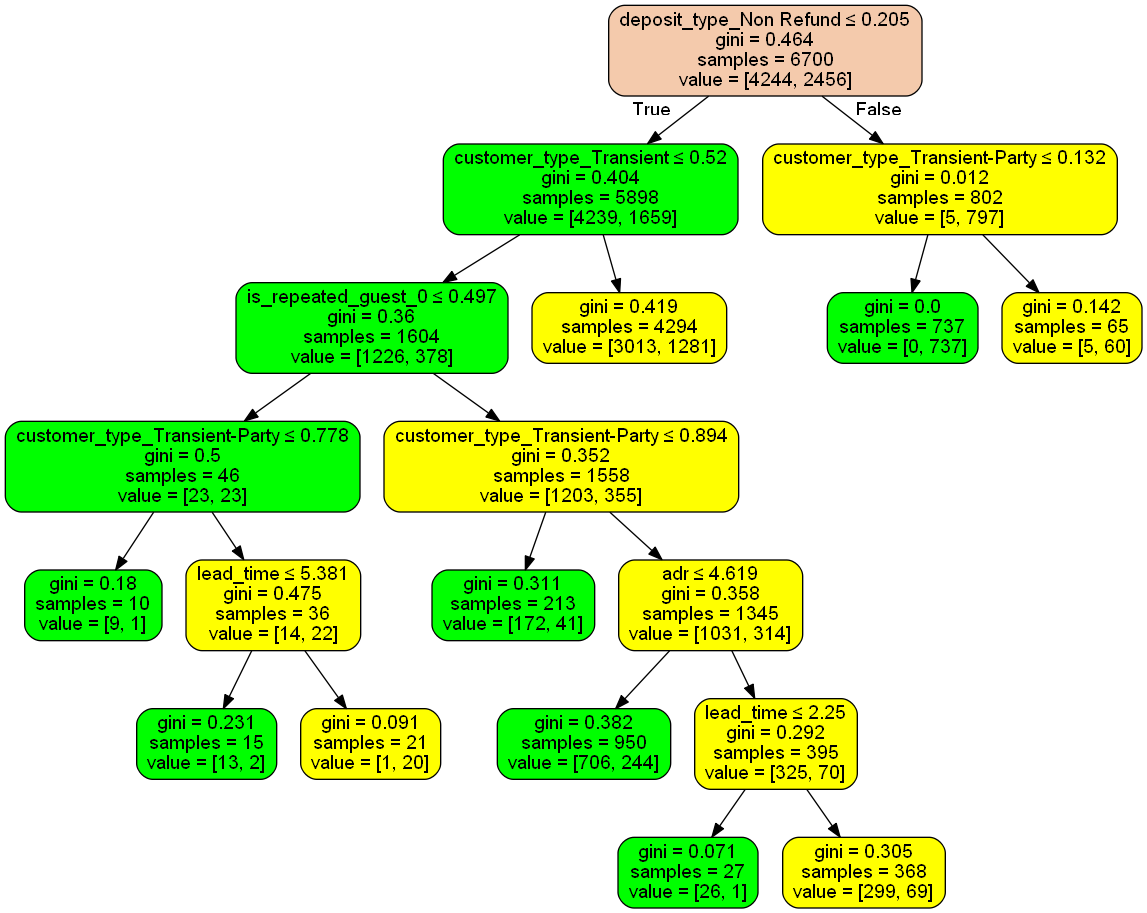 deposit_type_Non Refund ≤ 0.205
gini = 0.464
samples = 6700
value = [4244, 2456]
True
False
customer_type_Transient ≤ 0.52
gini = 0.404
samples = 5898
value = [4239, 1659]
customer_type_Transient-Party ≤ 0.132
gini = 0.012
samples = 802
value = [5, 797]
is_repeated_guest_0 ≤ 0.497
gini = 0.36
samples = 1604
value = [1226, 378]
gini = 0.419
samples = 4294
value = [3013, 1281]
gini = 0.0
samples = 737
value = [0, 737]
gini = 0.142
samples = 65
value = [5, 60]
customer_type_Transient-Party ≤ 0.778
gini = 0.5
samples = 46
value = [23, 23]
customer_type_Transient-Party ≤ 0.894
gini = 0.352
samples = 1558
value = [1203, 355]
gini = 0.18
samples = 10
value = [9, 1]
lead_time ≤ 5.381
gini = 0.475
samples = 36
value = [14, 22]
gini = 0.311
samples = 213
value = [172, 41]
adr ≤ 4.619
gini = 0.358
samples = 1345
value = [1031, 314]
gini = 0.231
samples = 15
value = [13, 2]
gini = 0.091
samples = 21
value = [1, 20]
gini = 0.382
samples = 950
value = [706, 244]
lead_time ≤ 2.25
gini = 0.292
samples = 395
value = [325, 70]
gini = 0.071
samples = 27
value = [26, 1]
gini = 0.305
samples = 368
value = [299, 69]